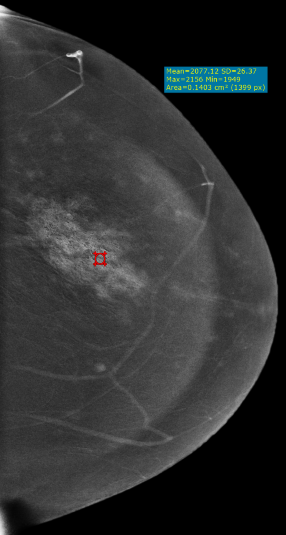 Mean=2077.12 SD=26.37
Max=2156 Min=1949
Area=0.1403 cm² (1399 px)